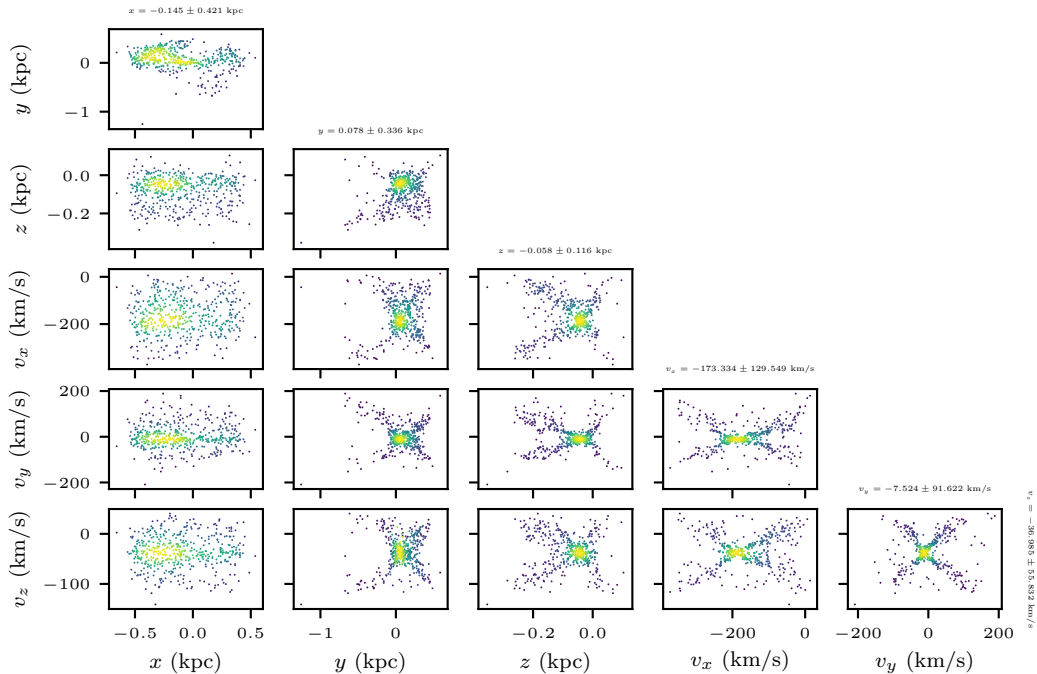 x = −0.145 ± 0.421 kpc
y (kpc)
0
−1
y = 0.078 ± 0.336 kpc
z (kpc)
0.0
−0.2
z = −0.058 ± 0.116 kpc
v_x (km/s)
0
−200
v_x = −173.334 ± 129.549 km/s
v_y (km/s)
200
0
−200
v_y = −7.524 ± 91.622 km/s
v_z (km/s)
0
−100
v_z = −36.985 ± 55.832 km/s
−0.5 0.0 0.5 −1 0 −0.2 0.0 −200 0 −200 0 200
x (kpc) y (kpc) z (kpc) v_x (km/s) v_y (km/s)